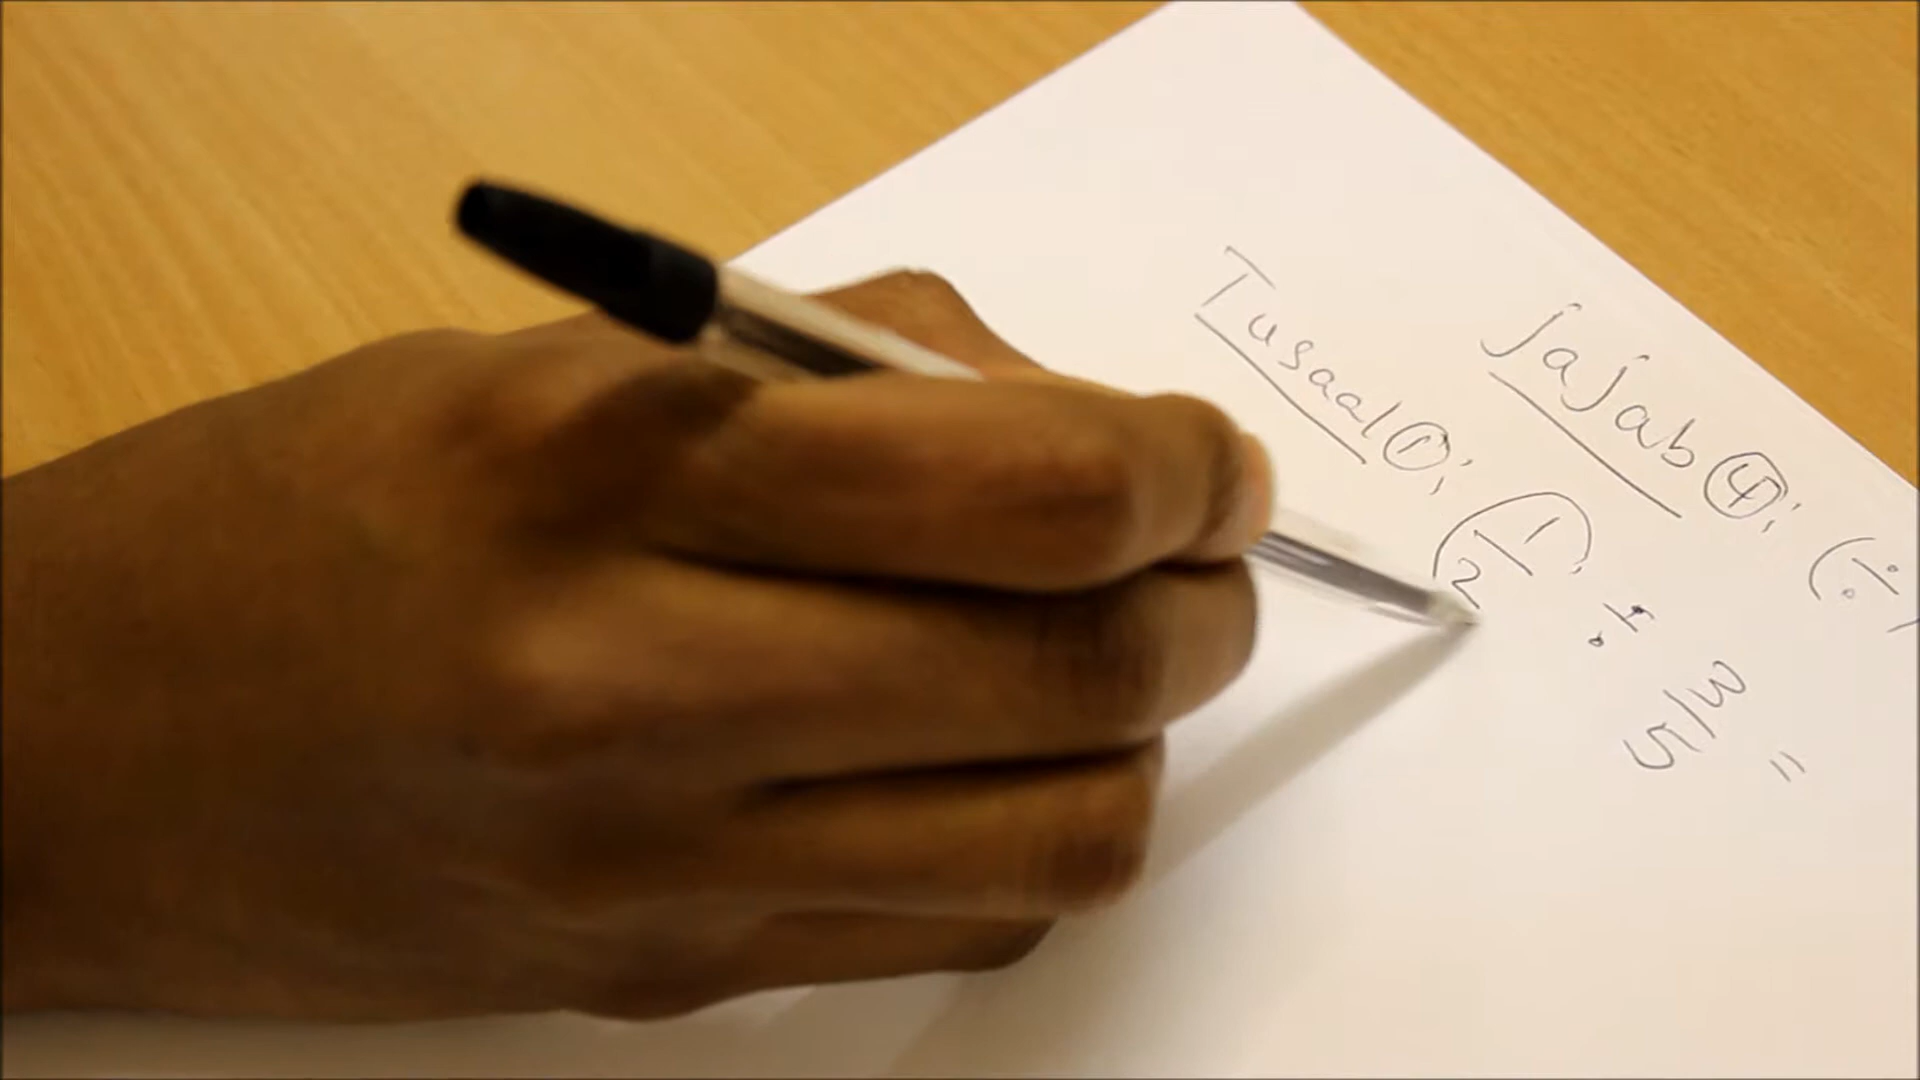 Jajab ④; (÷)
Tusaal ①; 1/2 ÷ 3/5 =